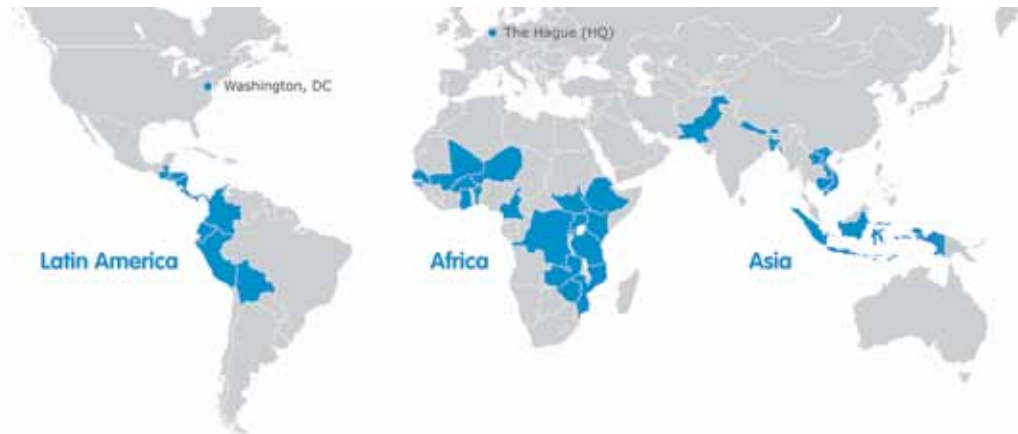 The Hague (HQ)
Washington, DC
Latin America
Africa
Asia